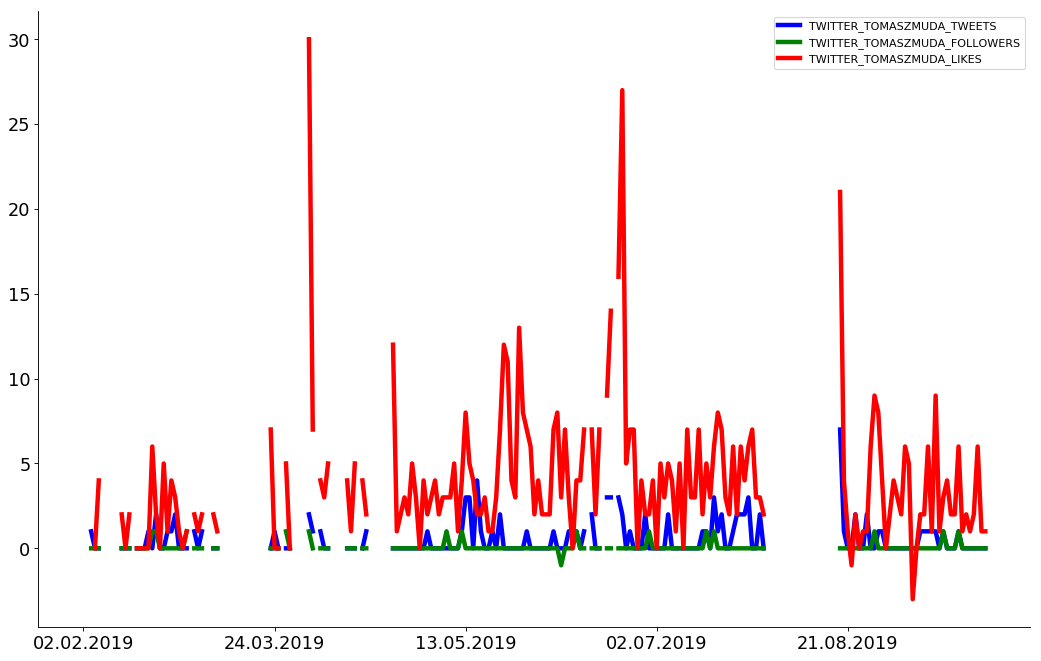 TWITTER_TOMASZMUDA_TWEETS
TWITTER_TOMASZMUDA_FOLLOWERS
TWITTER_TOMASZMUDA_LIKES
30
25
20
15
10
5
0
02.02.2019 24.03.2019 13.05.2019 02.07.2019 21.08.2019